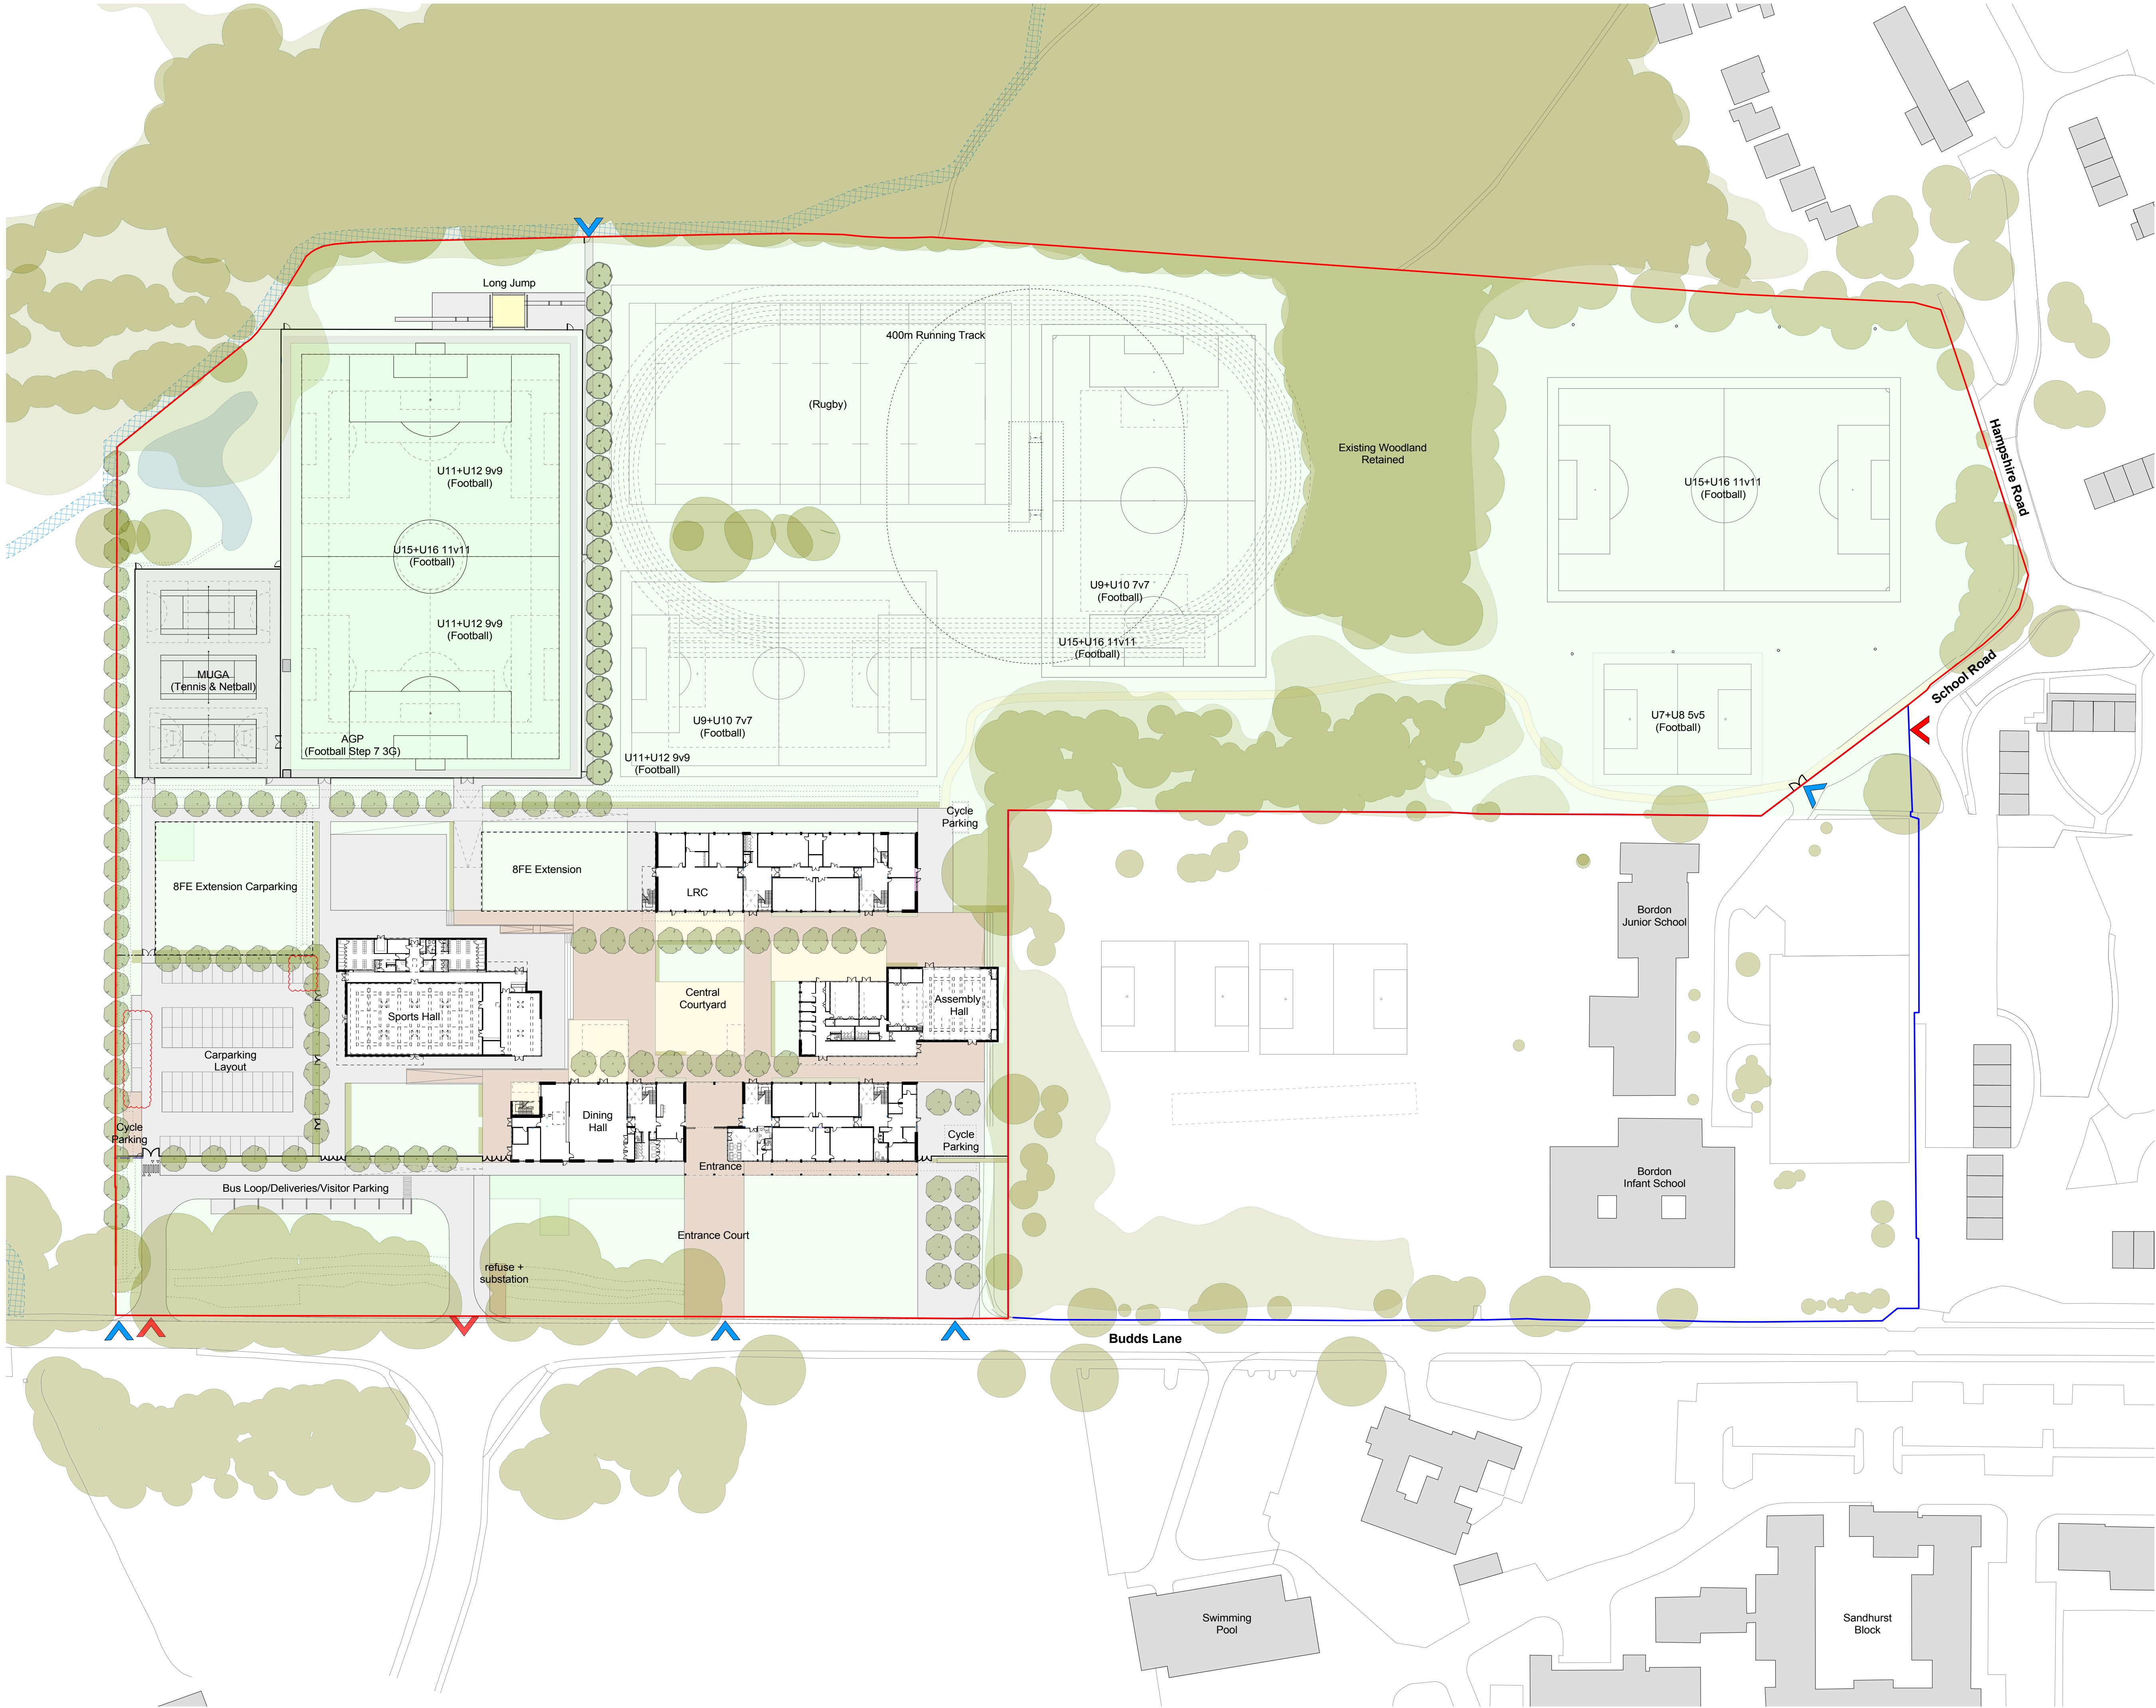 Long Jump
400m Running Track
(Rugby)
Existing Woodland
Retained
Hampshire Road
U11+U12 9v9
(Football)
U15+U16 11v11
(Football)
U15+U16 11v11
(Football)
U9+U10 7v7
(Football)
U11+U12 9v9
(Football)
U15+U16 11v11
(Football)
School Road
MUGA
(Tennis & Netball)
U9+U10 7v7
(Football)
U7+U8 5v5
(Football)
AGP
(Football Step 7 3G)
U11+U12 9v9
(Football)
Cycle
Parking
8FE Extension Carparking
8FE Extension
LRC
Bordon
Junior School
Central
Courtyard
Assembly
Hall
Sports Hall
Carparking
Layout
Dining
Hall
Cycle
Parking
Cycle
Parking
Entrance
Bordon
Infant School
Bus Loop/Deliveries/Visitor Parking
Entrance Court
refuse +
substation
Budds Lane
Swimming
Pool
Sandhurst
Block